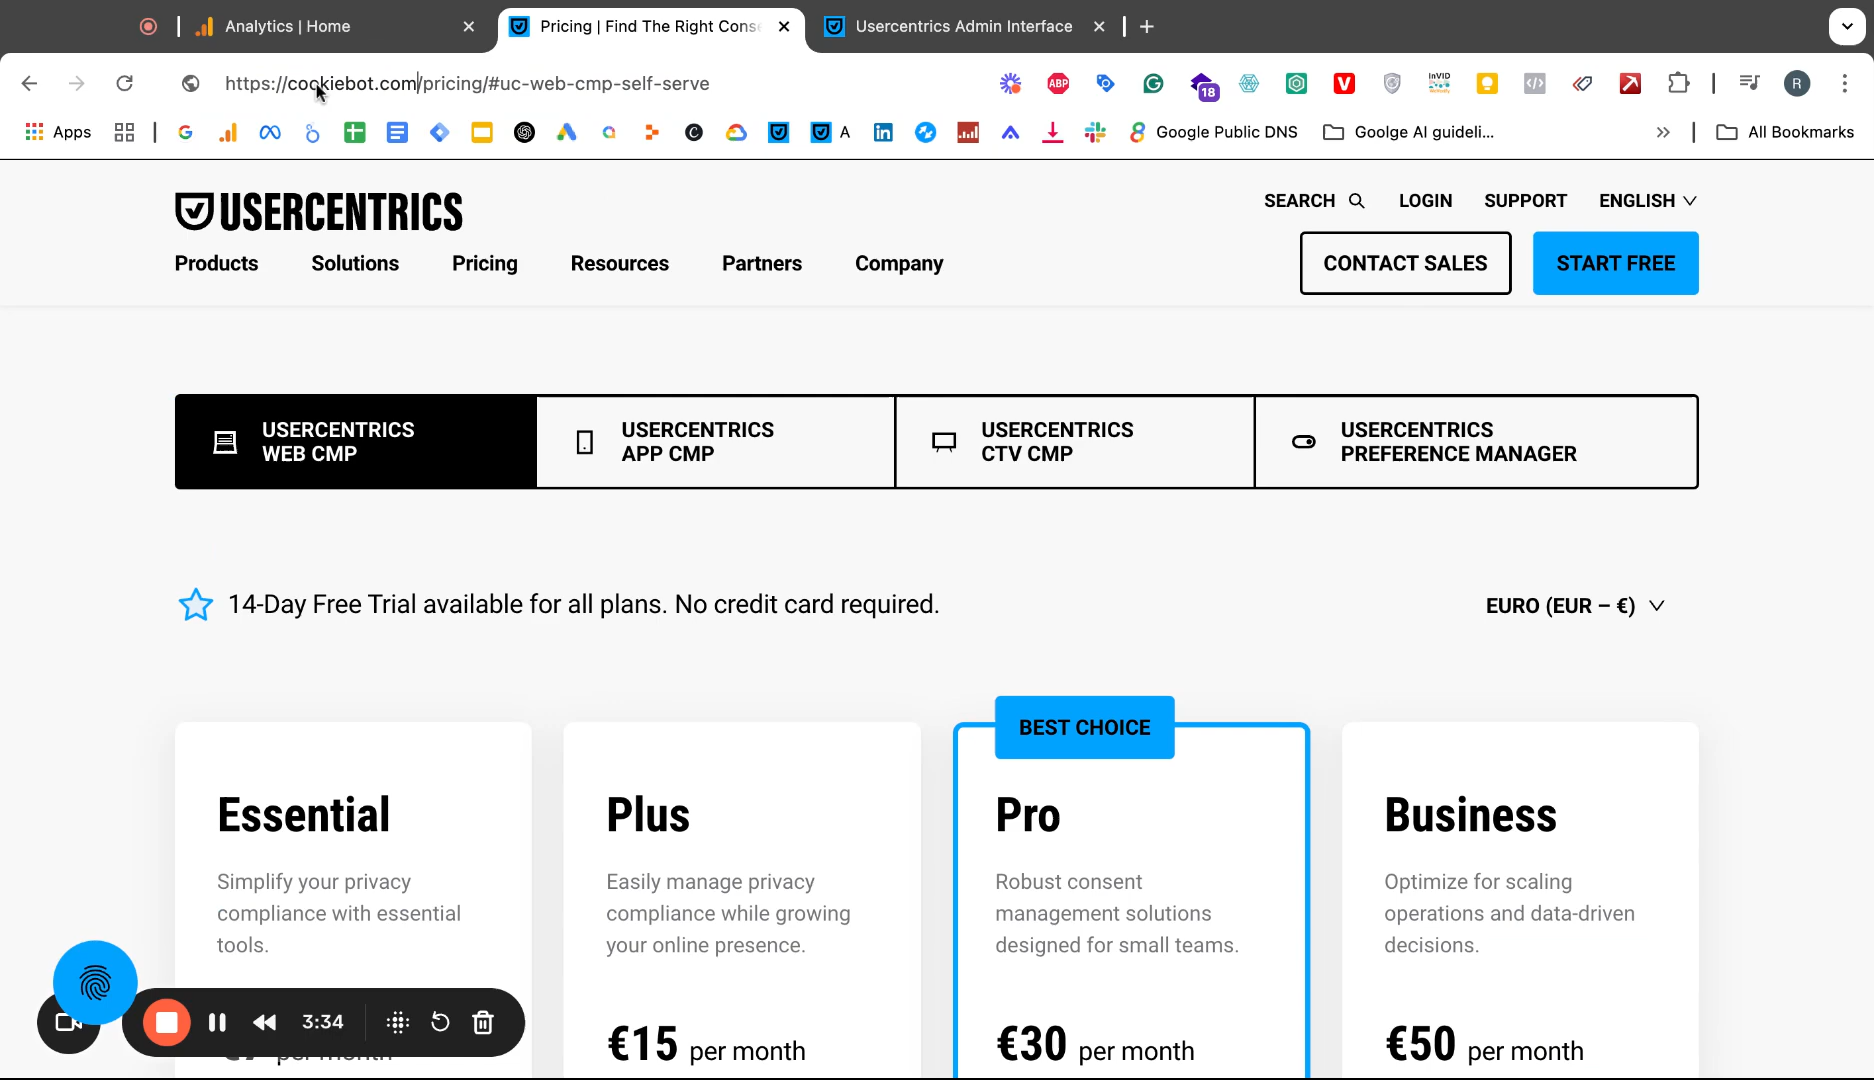 Analytics | Home
Pricing | Find The Right Conse
Usercentrics Admin Interface
https://cookiebot.com/pricing/#uc-web-cmp-self-serve
ABP
18
InVID
R
Apps
A
Google Public DNS
Goolge AI guideli...
All Bookmarks
USERCENTRICS
SEARCH
LOGIN
SUPPORT
ENGLISH
Products
Solutions
Pricing
Resources
Partners
Company
CONTACT SALES
START FREE
USERCENTRICS
WEB CMP
USERCENTRICS
APP CMP
USERCENTRICS
CTV CMP
USERCENTRICS
PREFERENCE MANAGER
14-Day Free Trial available for all plans. No credit card required.
EURO (EUR – €)
BEST CHOICE
Essential
Simplify your privacy
compliance with essential
tools.
Plus
Easily manage privacy
compliance while growing
your online presence.
€15 per month
Pro
Robust consent
management solutions
designed for small teams.
€30 per month
Business
Optimize for scaling
operations and data-driven
decisions.
€50 per month
3:34
per month